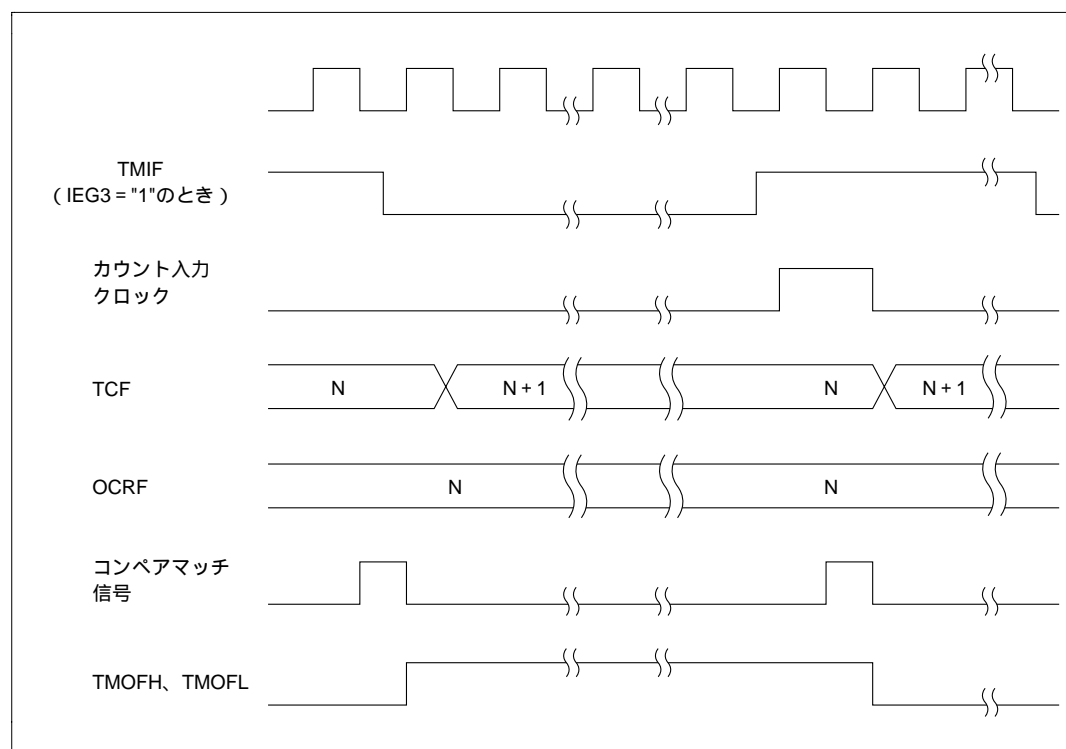 TMIF
( IEG3 = "1"のとき )
カウント入力
クロック
TCF
N
N + 1
N
N + 1
OCRF
N
N
コンペアマッチ
信号
TMOFH、TMOFL